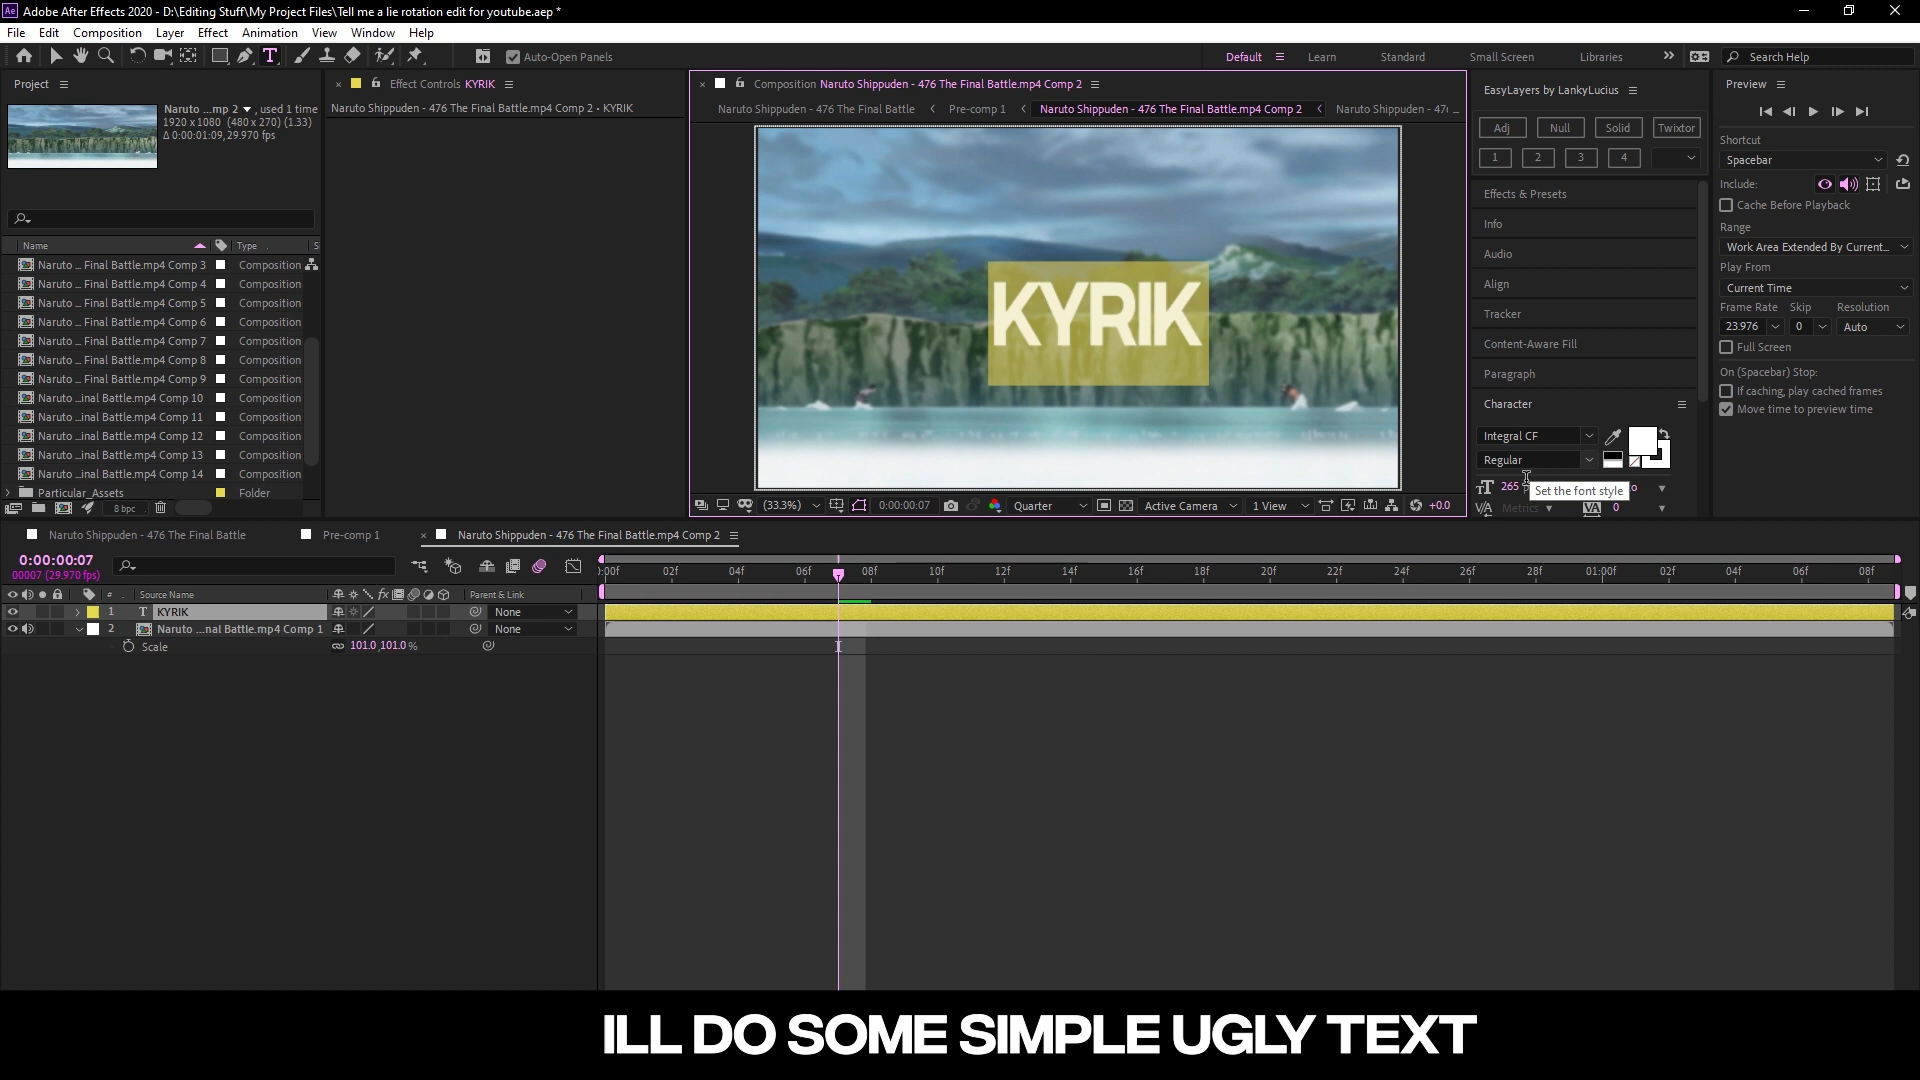 Ae Adobe After Effects 2020 - D:\Editing Stuff\My Project Files\Tell me a lie rotation edit for youtube.aep *
File Edit Composition Layer Effect Animation View Window Help
Auto-Open Panels
Default Learn Standard Small Screen Libraries Search Help
Project
Naruto ...mp 2 , used 1 time
1920 x 1080 (480 x 270) (1.33)
Δ 0:00:01:09, 29.970 fps
Name Type S
Naruto ... Final Battle.mp4 Comp 3 Composition
Naruto ... Final Battle.mp4 Comp 4 Composition
Naruto ... Final Battle.mp4 Comp 5 Composition
Naruto ... Final Battle.mp4 Comp 6 Composition
Naruto ... Final Battle.mp4 Comp 7 Composition
Naruto ... Final Battle.mp4 Comp 8 Composition
Naruto ... Final Battle.mp4 Comp 9 Composition
Naruto ...inal Battle.mp4 Comp 10 Composition
Naruto ...inal Battle.mp4 Comp 11 Composition
Naruto ...inal Battle.mp4 Comp 12 Composition
Naruto ...inal Battle.mp4 Comp 13 Composition
Naruto ...inal Battle.mp4 Comp 14 Composition
Particular_Assets Folder
8 bpc
Effect Controls KYRIK
Naruto Shippuden - 476 The Final Battle.mp4 Comp 2 • KYRIK
Composition Naruto Shippuden - 476 The Final Battle.mp4 Comp 2
Naruto Shippuden - 476 The Final Battle Pre-comp 1 Naruto Shippuden - 476 The Final Battle.mp4 Comp 2 Naruto Shippuden - 47
KYRIK
(33.3%) 0:00:00:07 Quarter Active Camera 1 View +0.0
EasyLayers by LankyLucius
Adj Null Solid Twixtor
1 2 3 4
Effects & Presets
Info
Audio
Align
Tracker
Content-Aware Fill
Paragraph
Character
Integral CF
Regular
265
Set the font style
Metrics 0
Preview
Shortcut
Spacebar
Include:
Cache Before Playback
Range
Work Area Extended By Current...
Play From
Current Time
Frame Rate Skip Resolution
23.976 0 Auto
Full Screen
On (Spacebar) Stop:
If caching, play cached frames
Move time to preview time
Naruto Shippuden - 476 The Final Battle Pre-comp 1 Naruto Shippuden - 476 The Final Battle.mp4 Comp 2
0:00:00:07
00007 (29.970 fps)
:00f 02f 04f 06f 08f 10f 12f 14f 16f 18f 20f 22f 24f 26f 28f 01:00f 02f 04f 06f 08f
# Source Name Parent & Link
1 T KYRIK None
2 Naruto ...nal Battle.mp4 Comp 1 None
Scale 101.0,101.0 %
ILL DO SOME SIMPLE UGLY TEXT